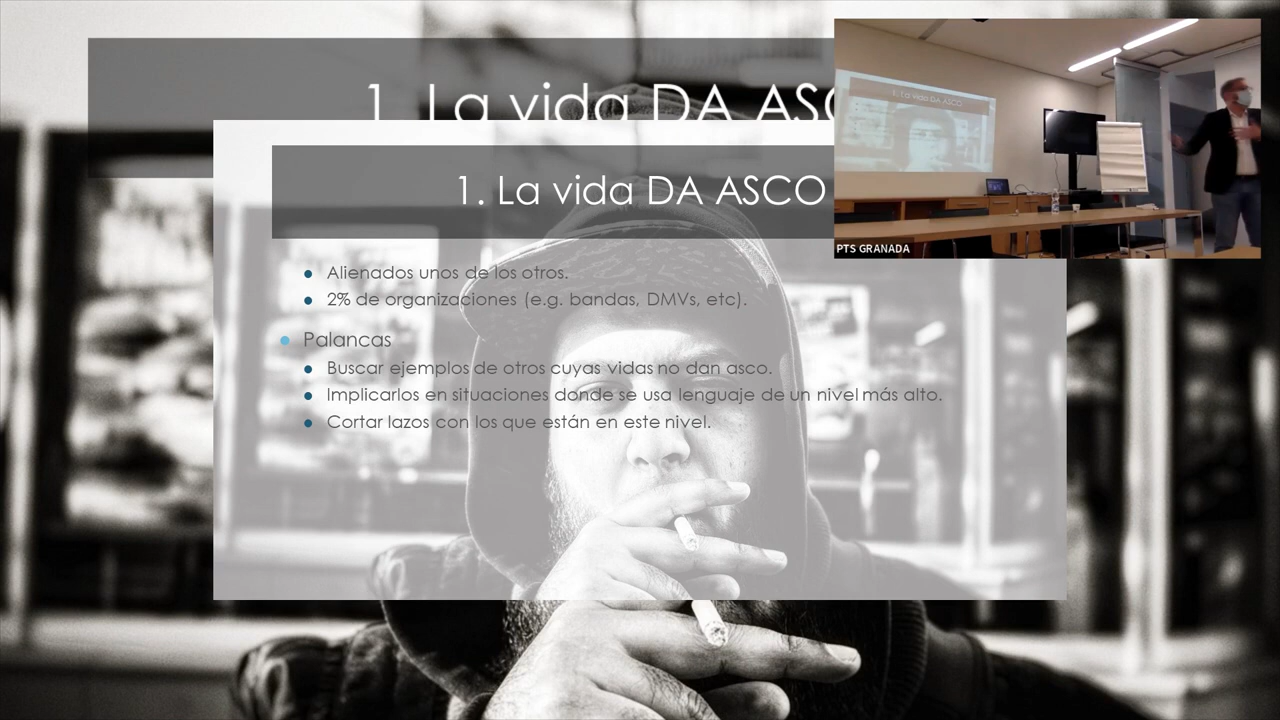 1. La vida DA ASC
1. La vida DA ASCO
Alienados unos de los otros.
2% de organizaciones (e.g. bandas, DMVs, etc).
Palancas
Buscar ejemplos de otros cuyas vidas no dan asco.
Implicarlos en situaciones donde se usa lenguaje de un nivel más alto.
Cortar lazos con los que están en este nivel.
1. La vida DA ASCO
PTS GRANADA